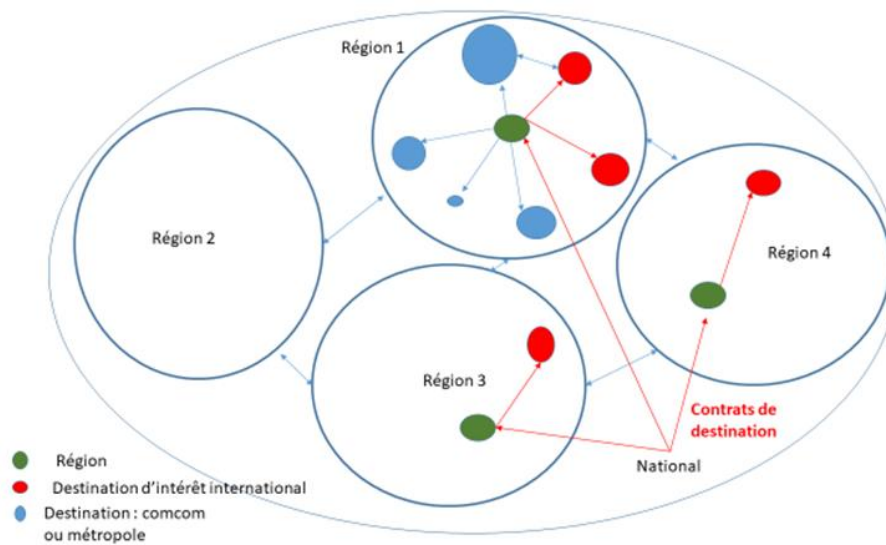 Région 1
Région 2
Région 4
Région 3
Contrats de
destination
National
Région
Destination d'intérêt international
Destination : comcom
ou métropole